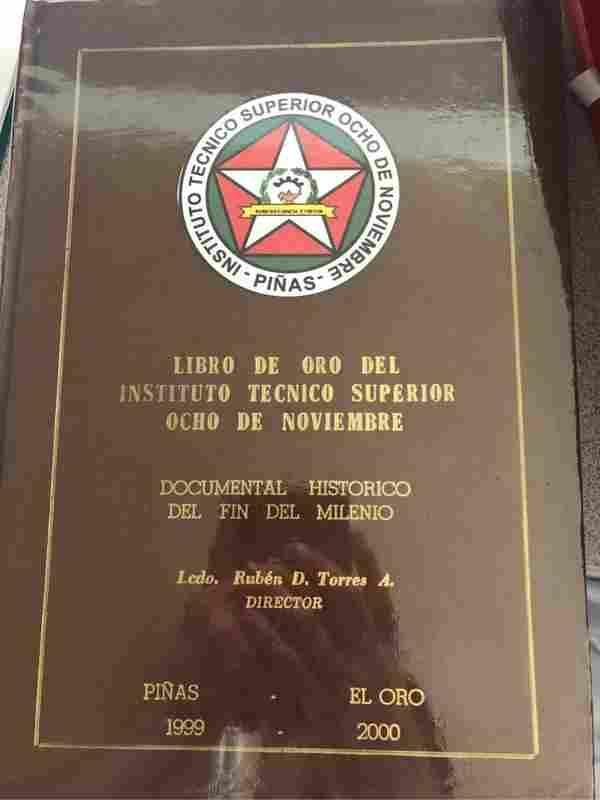 INSTITUTO TECNICO SUPERIOR OCHO DE NOVIEMBRE
- PIÑAS -
LIBRO DE ORO DEL
INSTITUTO TECNICO SUPERIOR
OCHO DE NOVIEMBRE
DOCUMENTAL HISTORICO
DEL FIN DEL MILENIO
Lcdo. Rubén D. Torres A.
DIRECTOR
PIÑAS - EL ORO
1999 - 2000